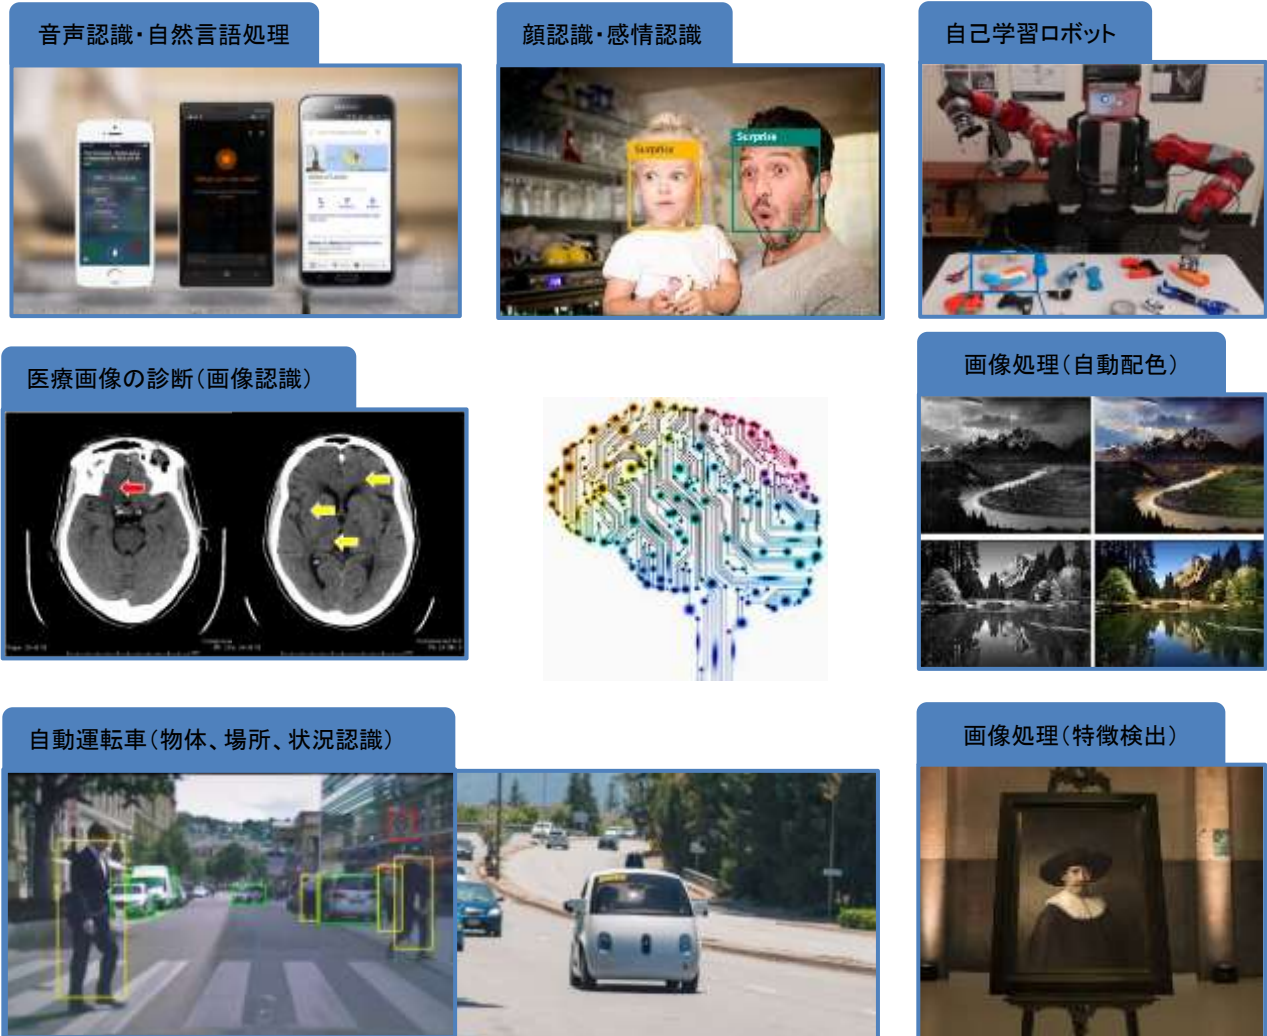 音声認識・自然言語処理
顔認識・感情認識
自己学習ロボット
Surprise
Surprise
SAMSUNG
医療画像の診断(画像認識)
画像処理(自動配色)
自動運転車(物体、場所、状況認識)
画像処理(特徴検出)